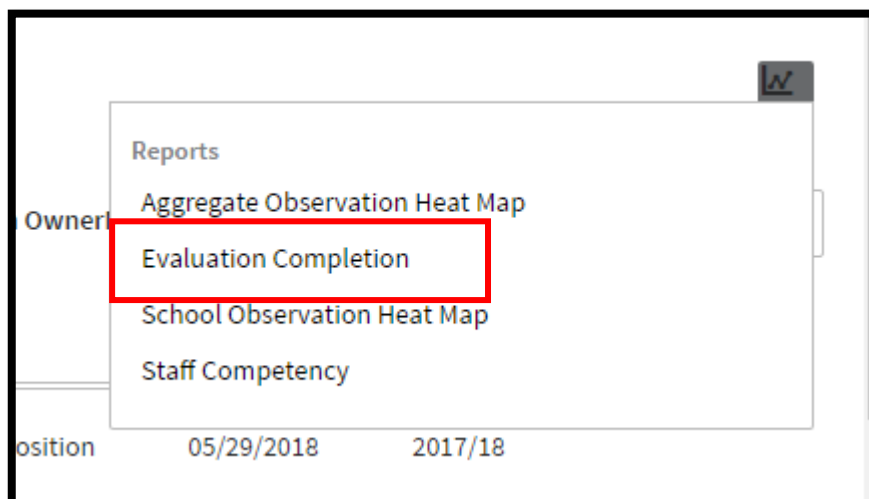 Reports
Aggregate Observation Heat Map
Evaluation Completion
School Observation Heat Map
Staff Competency
05/29/2018 2017/18